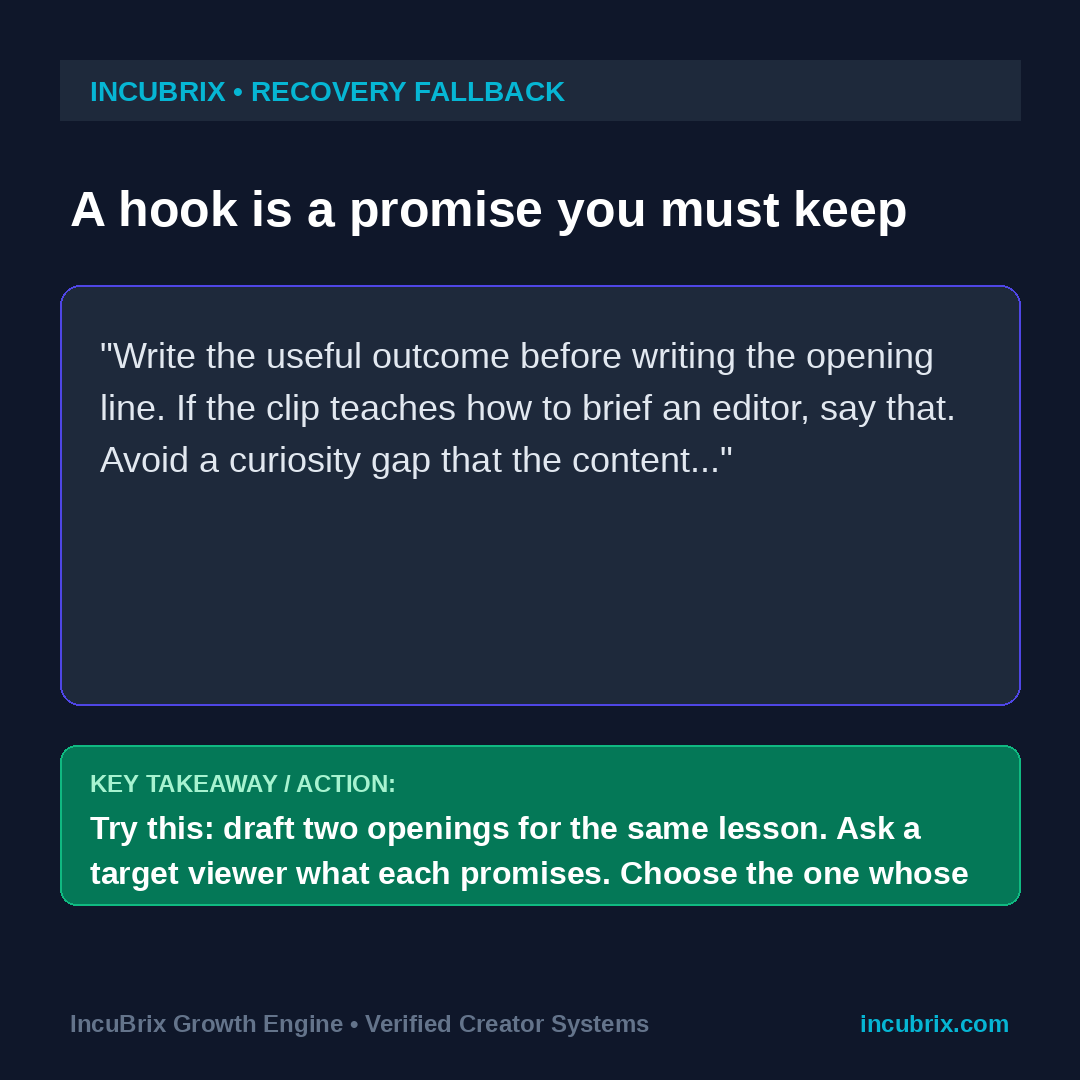 INCUBRIX • RECOVERY FALLBACK
A hook is a promise you must keep
"Write the useful outcome before writing the opening
line. If the clip teaches how to brief an editor, say that.
Avoid a curiosity gap that the content..."
KEY TAKEAWAY / ACTION:
Try this: draft two openings for the same lesson. Ask a
target viewer what each promises. Choose the one whose
IncuBrix Growth Engine • Verified Creator Systems
incubrix.com